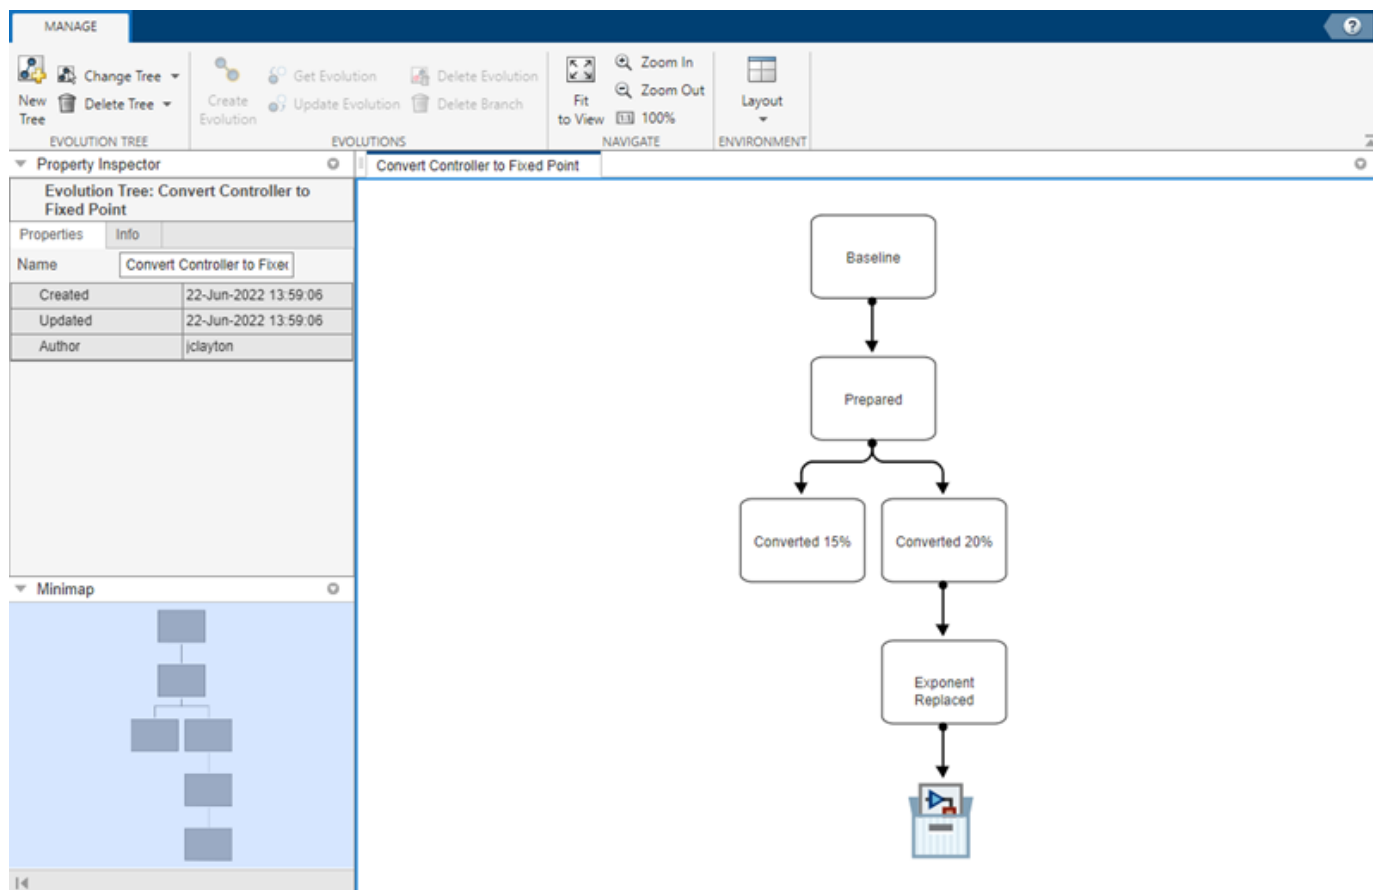 MANAGE
?
New Tree
Change Tree
Delete Tree
EVOLUTION TREE
Create Evolution
Get Evolution
Update Evolution
Delete Evolution
Delete Branch
EVOLUTIONS
Fit to View
Zoom In
Zoom Out
1:1 100%
NAVIGATE
Layout
ENVIRONMENT
Property Inspector
Evolution Tree: Convert Controller to
Fixed Point
Properties Info
Name Convert Controller to Fixec
Created 22-Jun-2022 13:59:06
Updated 22-Jun-2022 13:59:06
Author jclayton
Minimap
Convert Controller to Fixed Point
Baseline
Prepared
Converted 15% Converted 20%
Exponent
Replaced